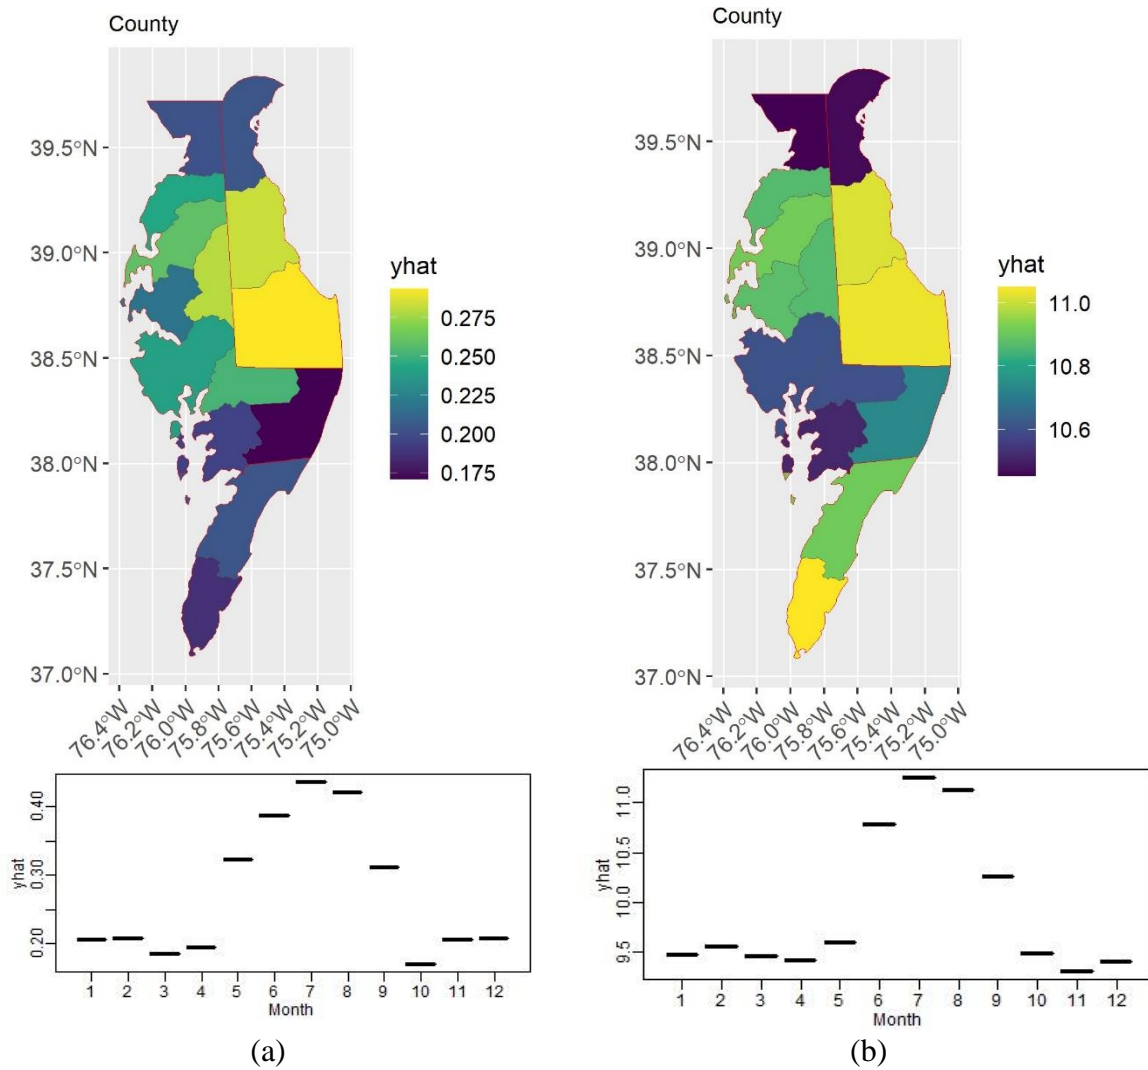 County
39.5°N
39.0°N
38.5°N
38.0°N
37.5°N
37.0°N
76.4°W
76.2°W
76.0°W
75.8°W
75.6°W
75.4°W
75.2°W
75.0°W
yhat
0.275
0.250
0.225
0.200
0.175
yhat
0.40
0.30
0.20
1 2 3 4 5 6 7 8 9 10 11 12
Month
(a)
County
39.5°N
39.0°N
38.5°N
38.0°N
37.5°N
37.0°N
76.4°W
76.2°W
76.0°W
75.8°W
75.6°W
75.4°W
75.2°W
75.0°W
yhat
11.0
10.8
10.6
yhat
11.0
10.5
10.0
9.5
1 2 3 4 5 6 7 8 9 10 11 12
Month
(b)